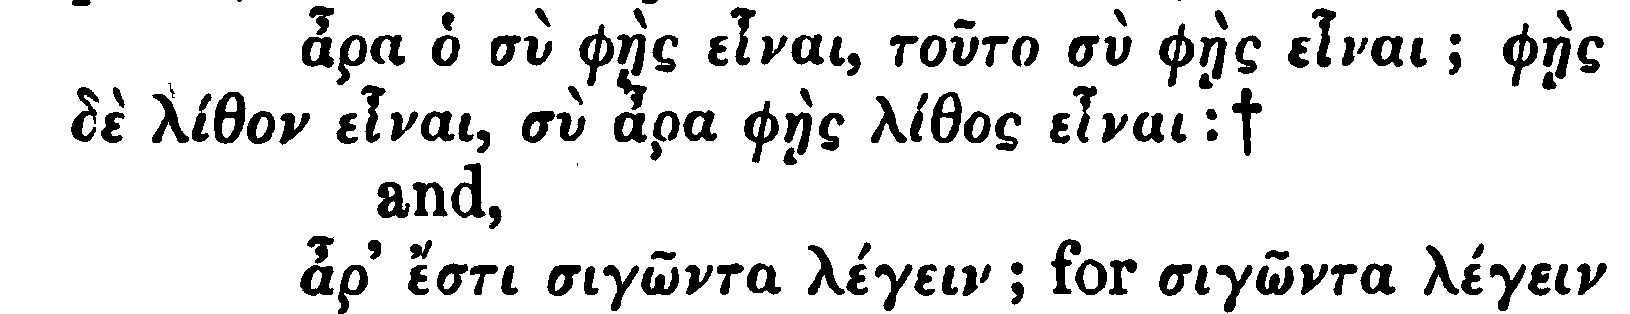 ἆρα ὁ σὺ φῂς εἶναι, τοῦτο σὺ φῂς εἶναι ; φῂς
δὲ λίθον εἶναι, σὺ ἆρα φῂς λίθος εἶναι :†
and,
ἆρ’ ἔστι σιγῶντα λέγειν ; for σιγῶντα λέγειν